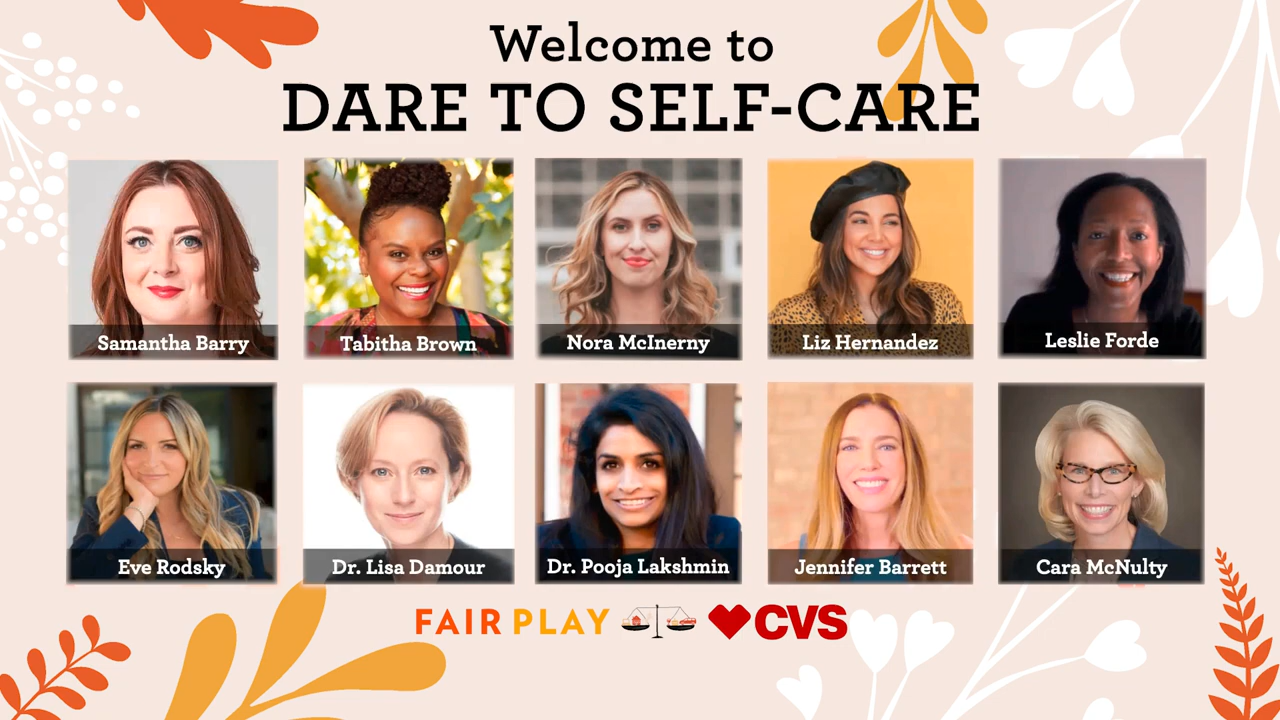 Welcome to
DARE TO SELF-CARE
Samantha Barry
Tabitha Brown
Nora McInerny
Liz Hernandez
Leslie Forde
Eve Rodsky
Dr. Lisa Damour
Dr. Pooja Lakshmin
Jennifer Barrett
Cara McNulty
FAIR PLAY CVS